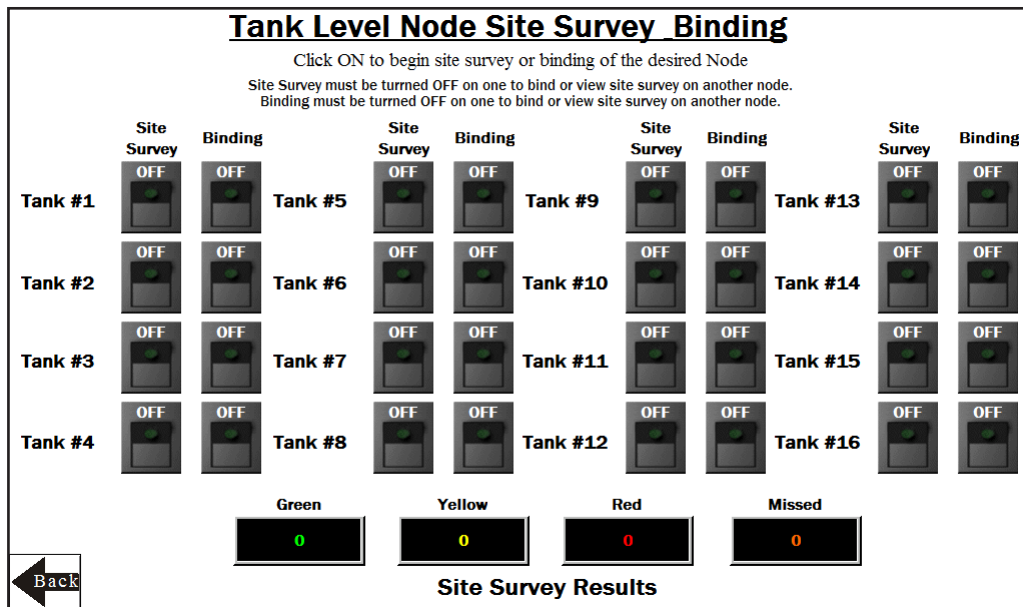 Tank Level Node Site Survey _Binding
Click ON to begin site survey or binding of the desired Node
Site Survey must be turrned OFF on one to bind or view site survey on another node.
Binding must be turrned OFF on one to bind or view site survey on another node.
Site Survey Binding Site Survey Binding Site Survey Binding Site Survey Binding
OFF OFF OFF OFF OFF OFF OFF OFF
Tank #1 Tank #5 Tank #9 Tank #13
OFF OFF OFF OFF OFF OFF OFF OFF
Tank #2 Tank #6 Tank #10 Tank #14
OFF OFF OFF OFF OFF OFF OFF OFF
Tank #3 Tank #7 Tank #11 Tank #15
OFF OFF OFF OFF OFF OFF OFF OFF
Tank #4 Tank #8 Tank #12 Tank #16
Green Yellow Red Missed
0 0 0 0
Back
Site Survey Results